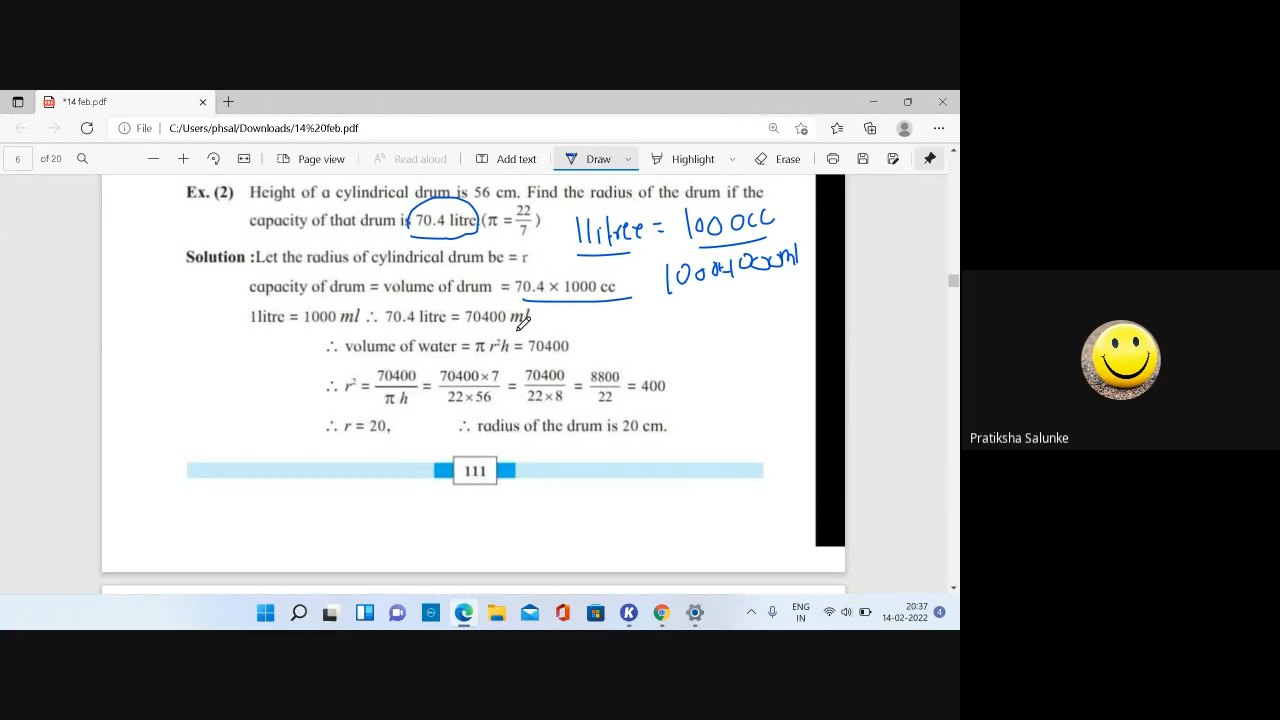 *14 feb.pdf
File C:/Users/phsal/Downloads/14%20feb.pdf
6 of 20 Page view Read aloud Add text Draw Highlight Erase
Ex. (2) Height of a cylindrical drum is 56 cm. Find the radius of the drum if the
capacity of that drum is 70.4 litre (π = 22/7)
1litree = 1000cc
Solution : Let the radius of cylindrical drum be = r
capacity of drum = volume of drum = 70.4 × 1000 cc
1litre = 1000 ml ∴ 70.4 litre = 70400 ml
∴ volume of water = π r²h = 70400
∴ r² = 70400/π h = 70400×7/22×56 = 70400/22×8 = 8800/22 = 400
∴ r = 20, ∴ radius of the drum is 20 cm.
111
Pratiksha Salunke
ENG
IN
20:37
14-02-2022
4